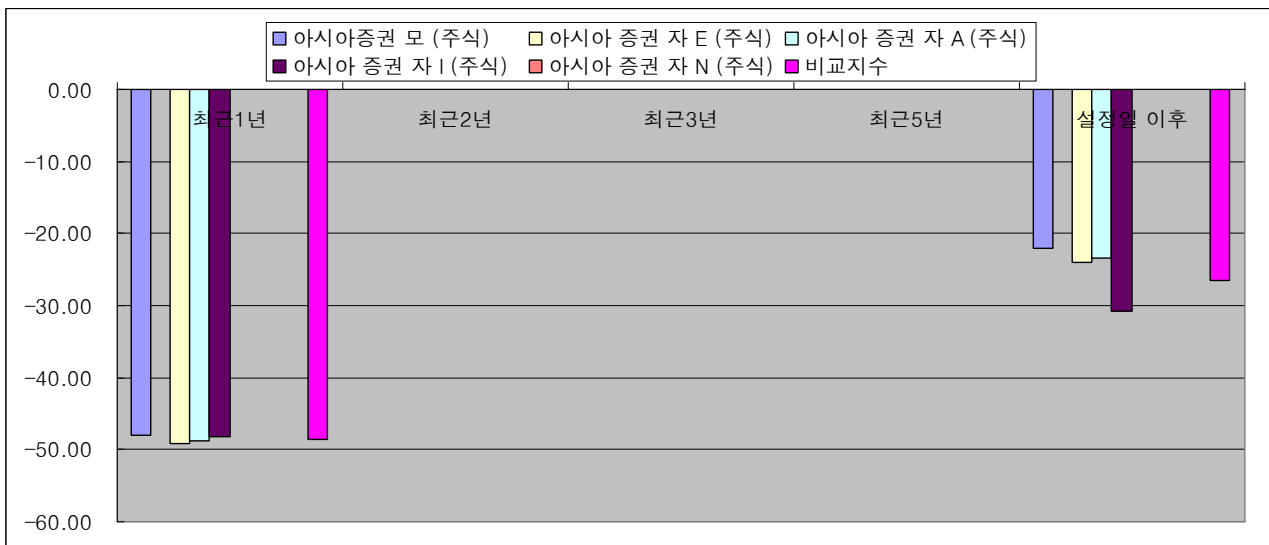 아시아증권 모 (주식) 아시아 증권 자 E (주식) 아시아 증권 자 A (주식)
아시아 증권 자 I (주식) 아시아 증권 자 N (주식) 비교지수
0.00
최근1년 최근2년 최근3년 최근5년 설정일 이후
-10.00
-20.00
-30.00
-40.00
-50.00
-60.00